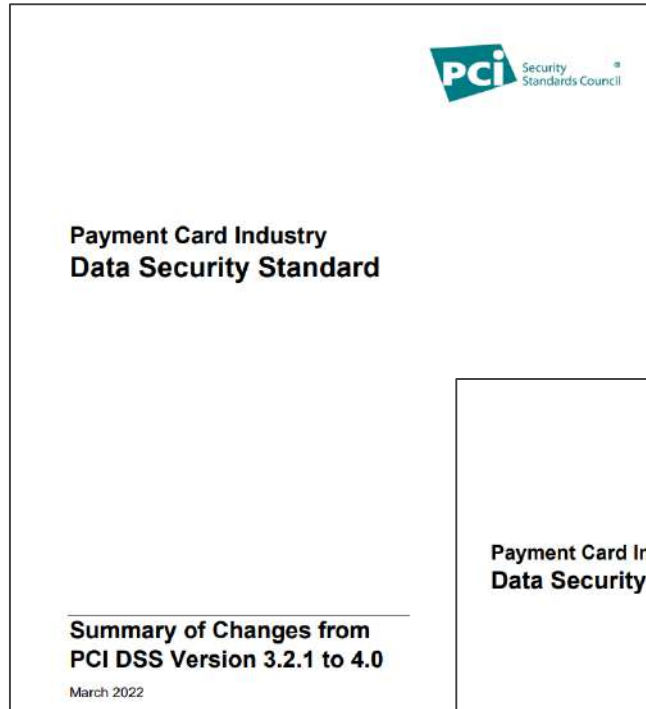 PCI Security ®
Standards Council
Payment Card Industry
Data Security Standard
Summary of Changes from
PCI DSS Version 3.2.1 to 4.0
March 2022
Payment Card
Data Security